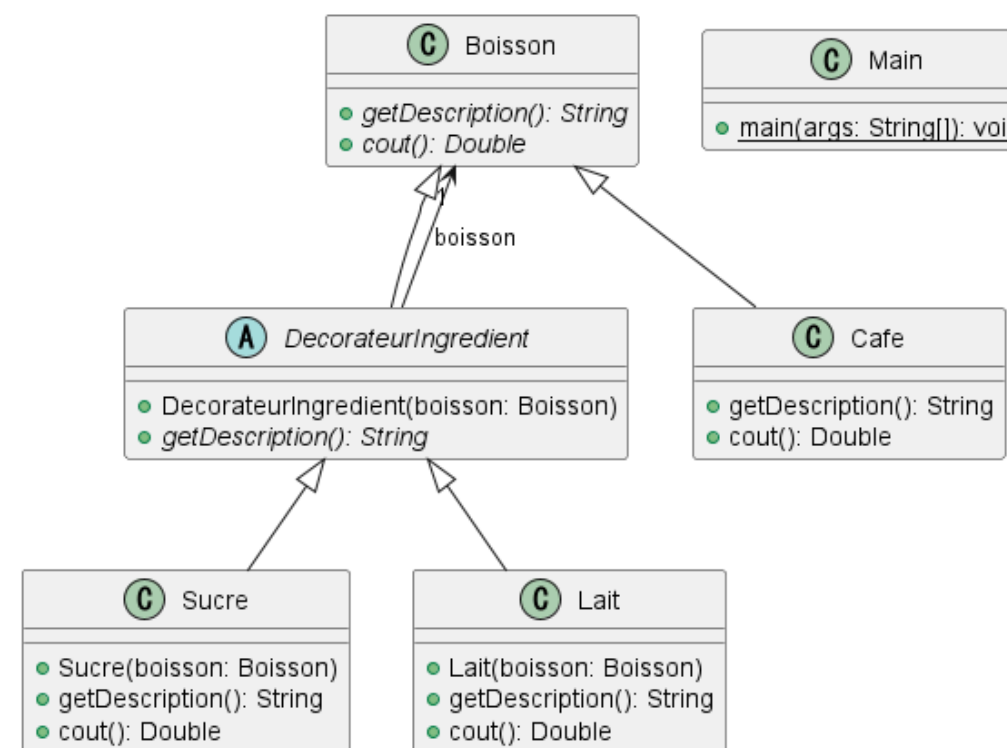 C Boisson
getDescription(): String
cout(): Double
C Main
main(args: String[]): voi
1
boisson
A DecorateurIngredient
DecorateurIngredient(boisson: Boisson)
getDescription(): String
C Cafe
getDescription(): String
cout(): Double
C Sucre
Sucre(boisson: Boisson)
getDescription(): String
cout(): Double
C Lait
Lait(boisson: Boisson)
getDescription(): String
cout(): Double